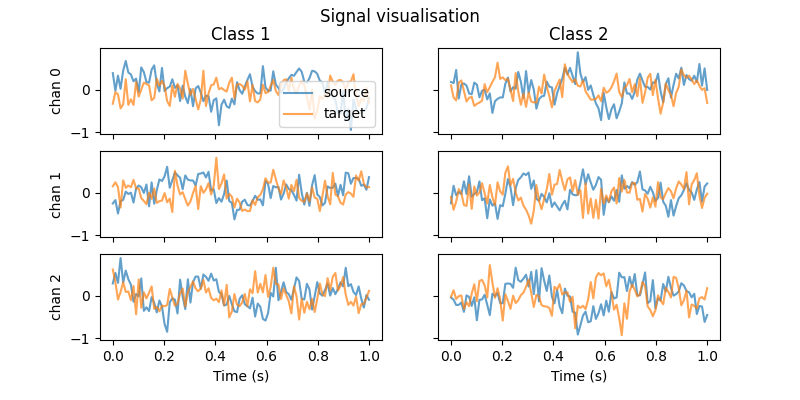 Signal visualisation
Class 1
Class 2
chan 0
0
−1
source
target
chan 1
0
−1
chan 2
0
−1
0.0 0.2 0.4 0.6 0.8 1.0
0.0 0.2 0.4 0.6 0.8 1.0
Time (s)
Time (s)